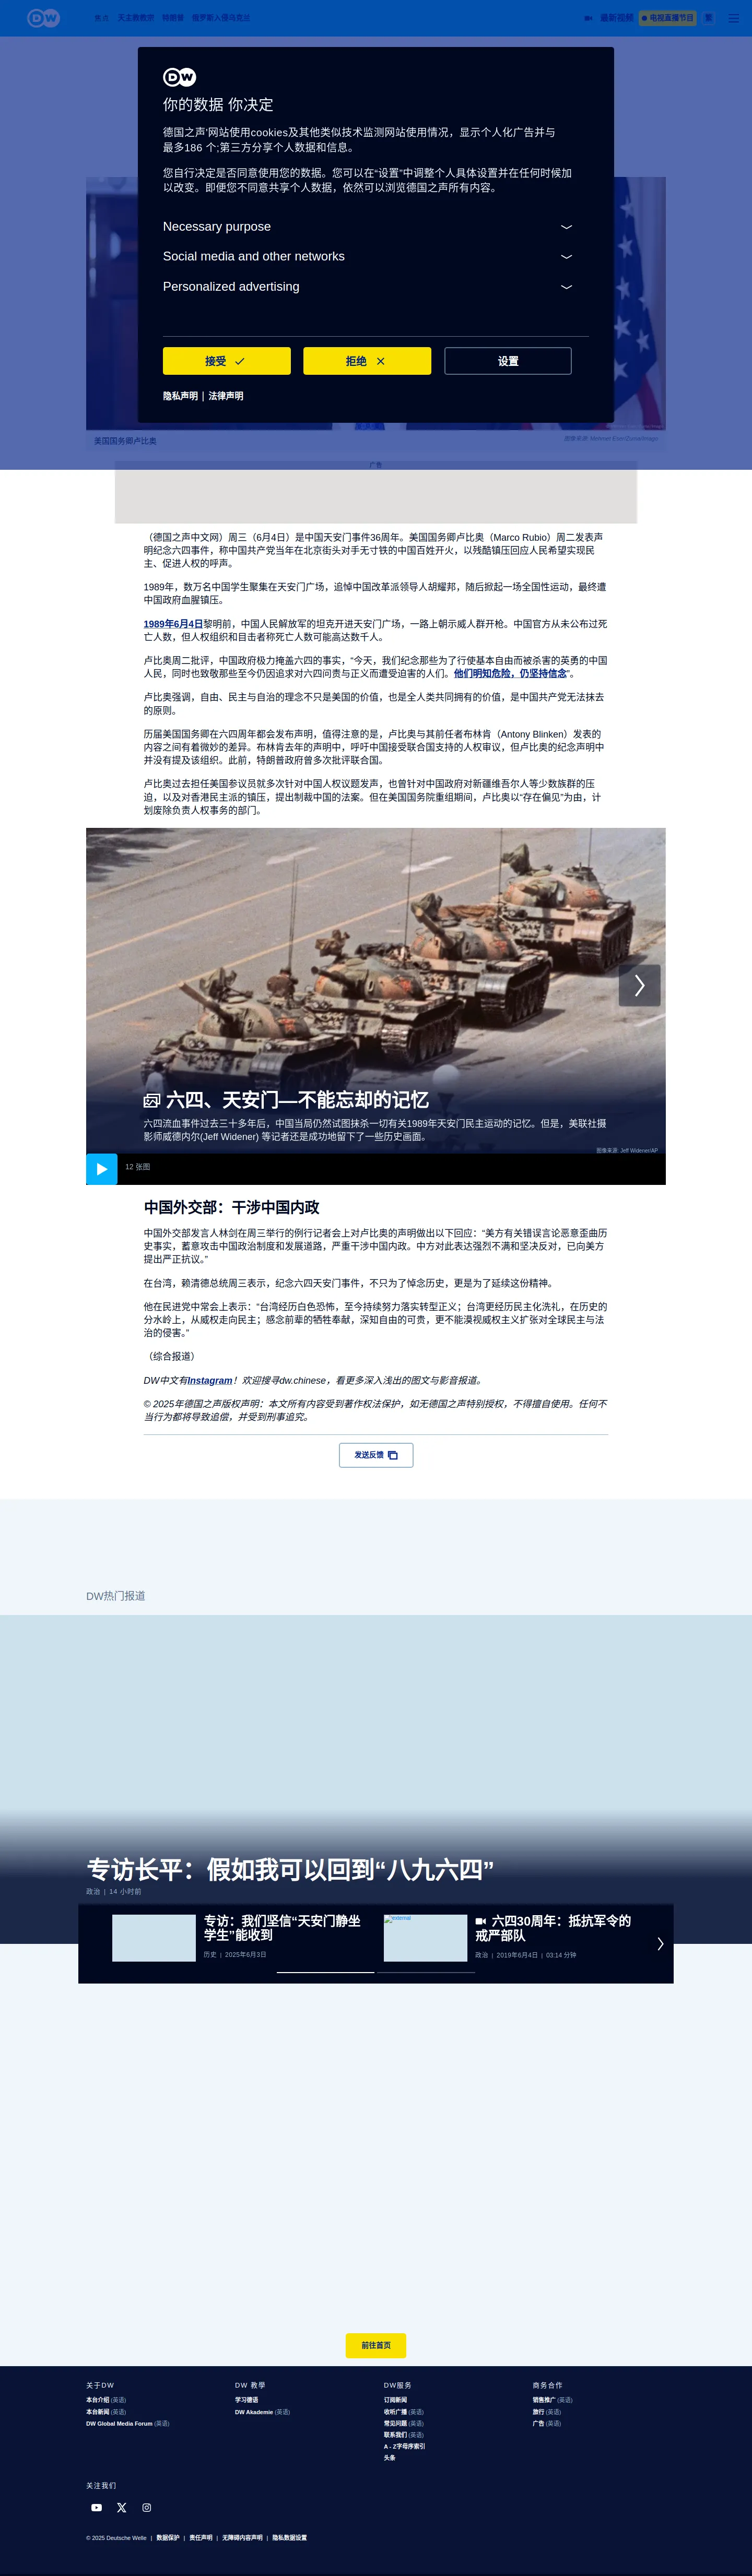 DW
焦点
天主教教宗
特朗普
俄罗斯入侵乌克兰
最新视频
电视直播节目
繁
DW
你的数据 你决定
德国之声'网站使用cookies及其他类似技术监测网站使用情况，显示个人化广告并与
最多186 个;第三方分享个人数据和信息。
您自行决定是否同意使用您的数据。您可以在“设置”中调整个人具体设置并在任何时候加
以改变。即便您不同意共享个人数据，依然可以浏览德国之声所有内容。
Necessary purpose
Social media and other networks
Personalized advertising
接受
拒绝
设置
隐私声明 | 法律声明
美国国务卿卢比奥
广告
（德国之声中文网）周三（6月4日）是中国天安门事件36周年。美国国务卿卢比奥（Marco Rubio）周二发表声
明纪念六四事件，称中国共产党当年在北京街头对手无寸铁的中国百姓开火，以残酷镇压回应人民希望实现民
主、促进人权的呼声。
1989年，数万名中国学生聚集在天安门广场，追悼中国改革派领导人胡耀邦，随后掀起一场全国性运动，最终遭
中国政府血腥镇压。
1989年6月4日黎明前，中国人民解放军的坦克开进天安门广场，一路上朝示威人群开枪。中国官方从未公布过死
亡人数，但人权组织和目击者称死亡人数可能高达数千人。
卢比奥周二批评，中国政府极力掩盖六四的事实，“今天，我们纪念那些为了行使基本自由而被杀害的英勇的中国
人民，同时也致敬那些至今仍因追求对六四问责与正义而遭受迫害的人们。他们明知危险，仍坚持信念”。
卢比奥强调，自由、民主与自治的理念不只是美国的价值，也是全人类共同拥有的价值，是中国共产党无法抹去
的原则。
历届美国国务卿在六四周年都会发布声明，值得注意的是，卢比奥与其前任者布林肯（Antony Blinken）发表的
内容之间有着微妙的差异。布林肯去年的声明中，呼吁中国接受联合国支持的人权审议，但卢比奥的纪念声明中
并没有提及该组织。此前，特朗普政府曾多次批评联合国。
卢比奥过去担任美国参议员就多次针对中国人权议题发声，也曾针对中国政府对新疆维吾尔人等少数族群的压
迫，以及对香港民主派的镇压，提出制裁中国的法案。但在美国国务院重组期间，卢比奥以“存在偏见”为由，计
划废除负责人权事务的部门。
六四、天安门—不能忘却的记忆
六四流血事件过去三十多年后，中国当局仍然试图抹杀一切有关1989年天安门民主运动的记忆。但是，美联社摄
影师威德内尔(Jeff Widener) 等记者还是成功地留下了一些历史画面。
图像来源: Jeff Widener/AP
12 张图
中国外交部：干涉中国内政
中国外交部发言人林剑在周三举行的例行记者会上对卢比奥的声明做出以下回应：“美方有关错误言论恶意歪曲历
史事实，蓄意攻击中国政治制度和发展道路，严重干涉中国内政。中方对此表达强烈不满和坚决反对，已向美方
提出严正抗议。”
在台湾，赖清德总统周三表示，纪念六四天安门事件，不只为了悼念历史，更是为了延续这份精神。
他在民进党中常会上表示：“台湾经历白色恐怖，至今持续努力落实转型正义；台湾更经历民主化洗礼，在历史的
分水岭上，从威权走向民主；感念前辈的牺牲奉献，深知自由的可贵，更不能漠视威权主义扩张对全球民主与法
治的侵害。”
（综合报道）
DW中文有Instagram！欢迎搜寻dw.chinese，看更多深入浅出的图文与影音报道。
© 2025年德国之声版权声明：本文所有内容受到著作权法保护，如无德国之声特别授权，不得擅自使用。任何不
当行为都将导致追偿，并受到刑事追究。
发送反馈
DW热门报道
专访长平：假如我可以回到“八九六四”
政治 | 14 小时前
专访：我们坚信“天安门静坐
学生”能收到
历史 | 2025年6月3日
external
六四30周年：抵抗军令的
戒严部队
政治 | 2019年6月4日 | 03:14 分钟
前往首页
关于DW
本台介绍 (英语)
本台新闻 (英语)
DW Global Media Forum (英语)
DW 教學
学习德语
DW Akademie (英语)
DW服务
订阅新闻
收听广播 (英语)
常见问题 (英语)
联系我们 (英语)
A - Z字母序索引
头条
商务合作
销售推广 (英语)
旅行 (英语)
广告 (英语)
关注我们
© 2025 Deutsche Welle | 数据保护 | 责任声明 | 无障碍内容声明 | 隐私数据设置